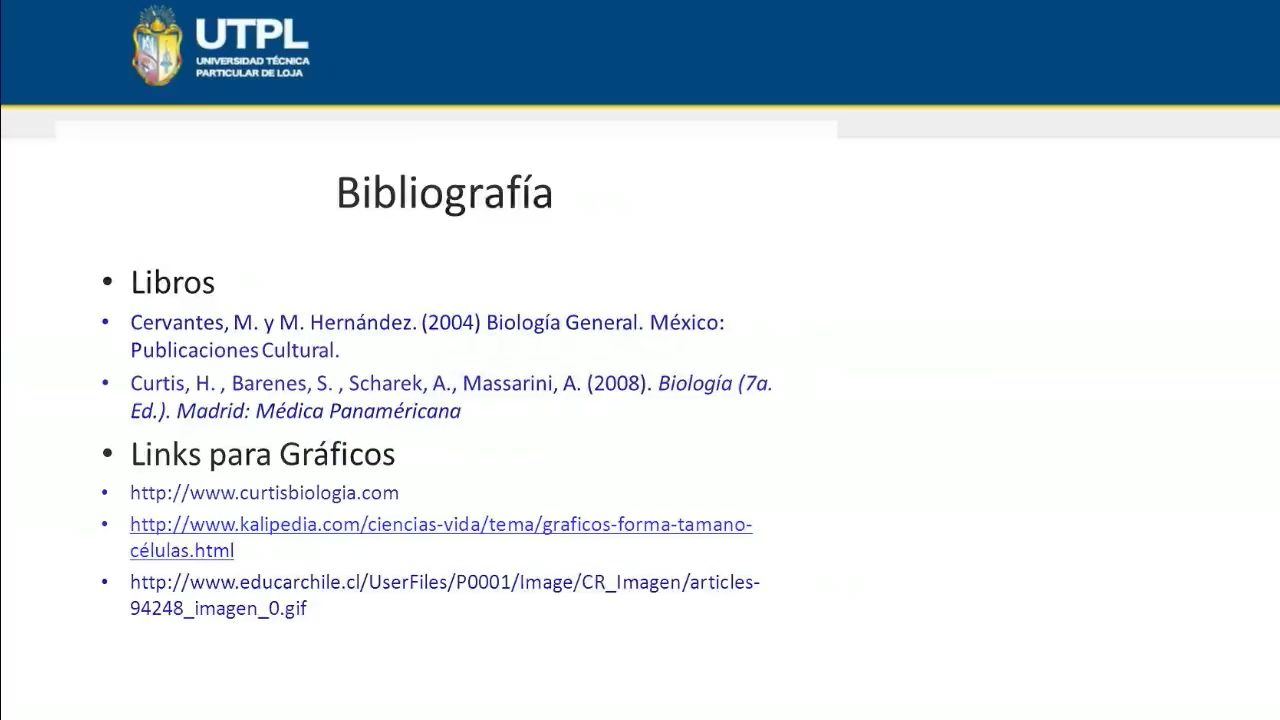 UTPL
UNIVERSIDAD TÉCNICA
PARTICULAR DE LOJA
Bibliografía
• Libros
• Cervantes, M. y M. Hernández. (2004) Biología General. México:
Publicaciones Cultural.
• Curtis, H. , Barenes, S. , Scharek, A., Massarini, A. (2008). Biología (7a.
Ed.). Madrid: Médica Panaméricana
• Links para Gráficos
• http://www.curtisbiologia.com
• http://www.kalipedia.com/ciencias-vida/tema/graficos-forma-tamano-
células.html
• http://www.educarchile.cl/UserFiles/P0001/Image/CR_Imagen/articles-
94248_imagen_0.gif